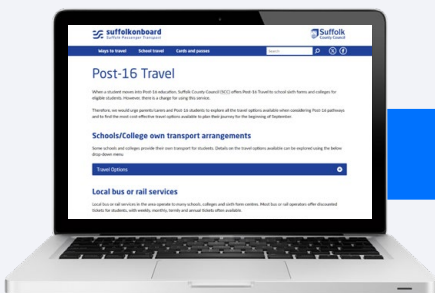 suffolkonboard
Suffolk Passenger Transport
Suffolk
County Council
Ways to travel School travel Cards and passes Search
Post-16 Travel
When a student moves into Post-16 education, Suffolk County Council (SCC) offers Post-16 Travel to school sixth forms and colleges for
eligible students. However, there is a charge for using this service.
Therefore, we would urge parents/carers and Post-16 students to explore all the travel options available when considering Post-16 pathways
and to find the most cost-effective travel options available to plan their journey for the beginning of September.
Schools/College own transport arrangements
Some schools and colleges provide their own transport for students. Details on the travel options available can be explored using the below
drop down menu.
Travel Options
Local bus or rail services
Local bus or rail services in the area operate to many schools, colleges and sixth form centres. Most bus or rail operators offer discounted
tickets for students, with weekly, monthly, termly and annual tickets often available.